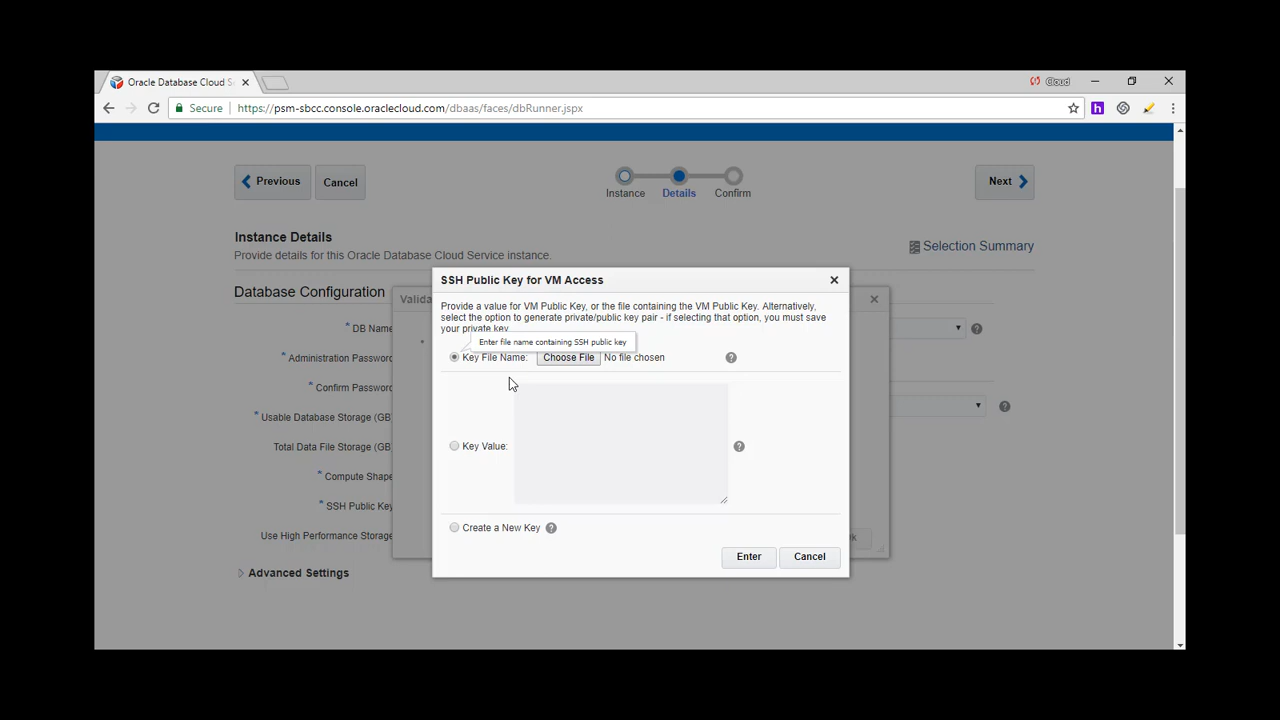 Oracle Database Cloud S
Cloud
Secure
https://psm-sbcc.console.oraclecloud.com/dbaas/faces/dbRunner.jspx
Previous
Cancel
Instance
Details
Confirm
Next
Instance Details
Provide details for this Oracle Database Cloud Service instance.
Selection Summary
Database Configuration
Valida
SSH Public Key for VM Access
Provide a value for VM Public Key, or the file containing the VM Public Key. Alternatively,
select the option to generate private/public key pair - if selecting that option, you must save
your private key
Enter file name containing SSH public key
Key File Name:
Choose File
No file chosen
Key Value:
Create a New Key
Enter
Cancel
* DB Name
* Administration Password
* Confirm Password
* Usable Database Storage (GB
Total Data File Storage (GB
* Compute Shape
* SSH Public Key
Use High Performance Storage
k
Advanced Settings